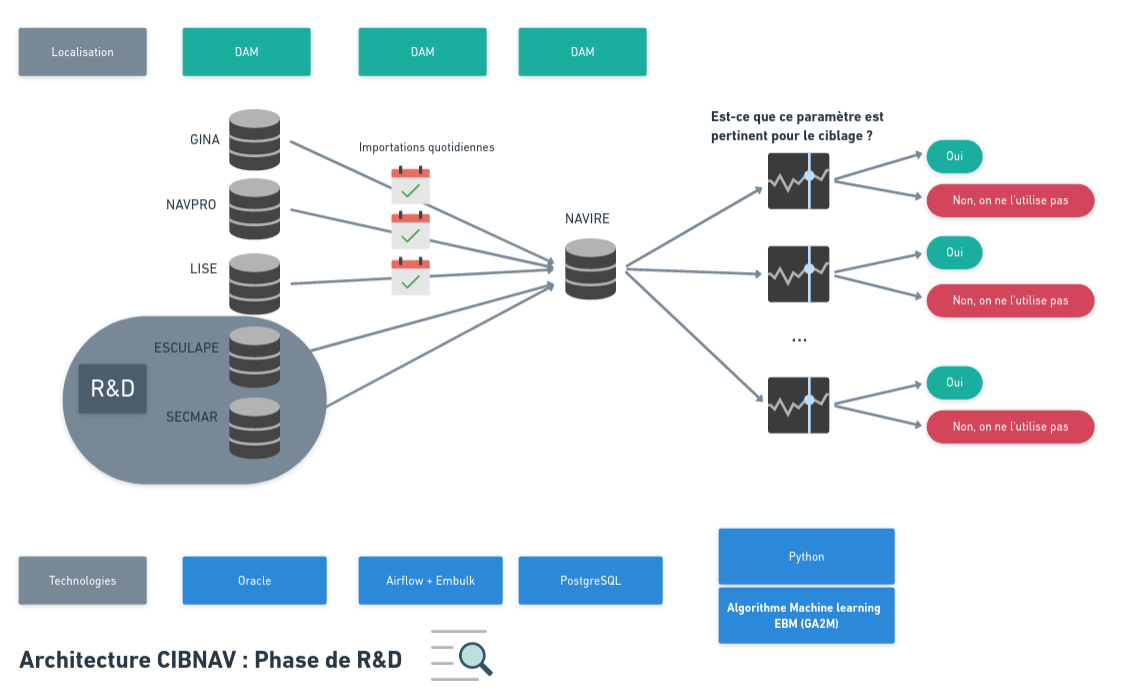 Localisation
DAM
DAM
DAM
Est-ce que ce paramètre est
pertinent pour le ciblage ?
GINA
Importations quotidiennes
Oui
NAVPRO
Non, on ne l'utilise pas
NAVIRE
LISE
Oui
Non, on ne l'utilise pas
...
ESCULAPE
R&D
SECMAR
Oui
Non, on ne l'utilise pas
Technologies
Oracle
Airflow + Embulk
PostgreSQL
Python
Algorithme Machine learning
EBM (GA2M)
Architecture CIBNAV : Phase de R&D